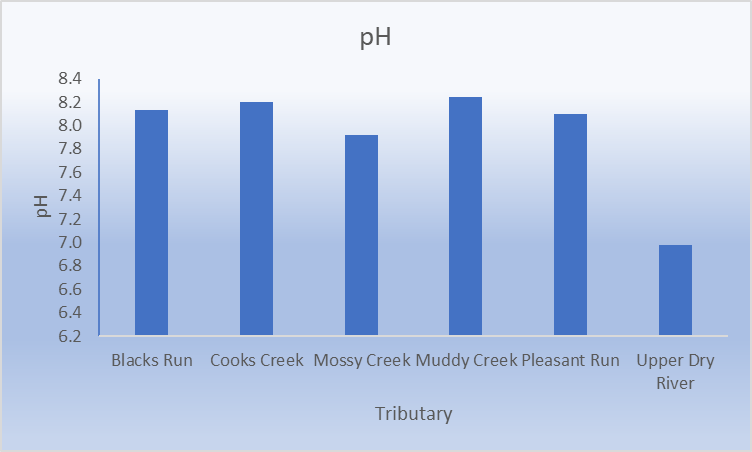 pH
8.4
8.2
8.0
7.8
7.6
7.4
7.2
7.0
6.8
6.6
6.4
6.2
pH
Blacks Run Cooks Creek Mossy Creek Muddy Creek Pleasant Run Upper Dry
River
Tributary